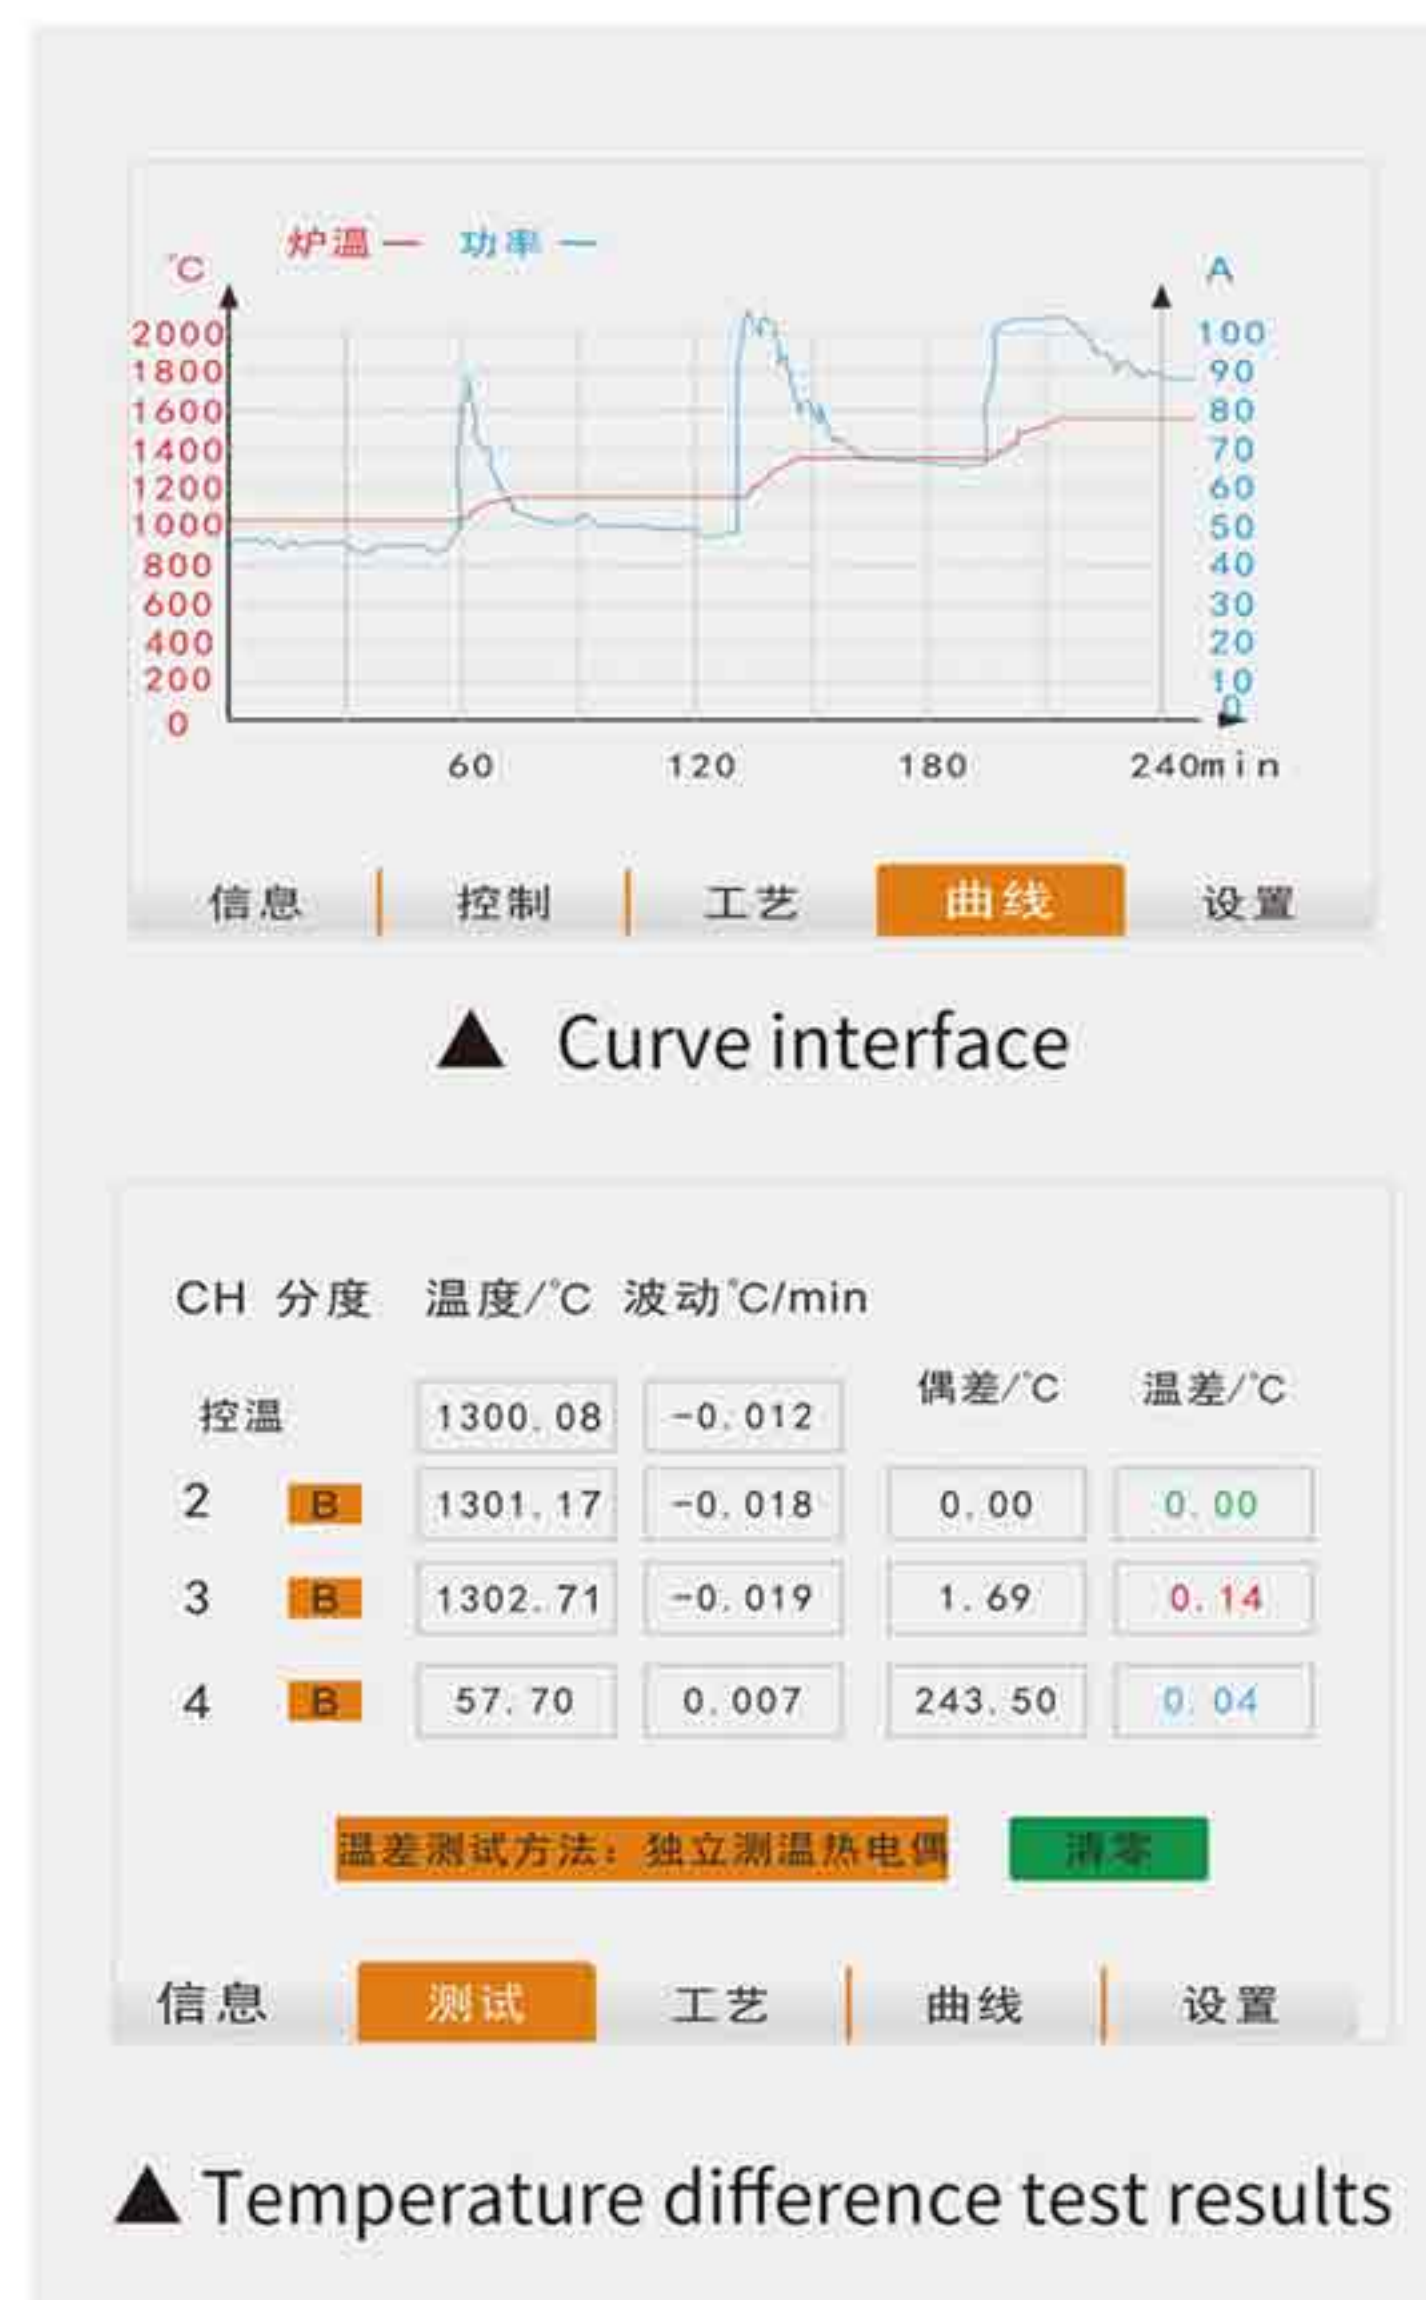 炉温 功率
℃ A
2000 100
1800 90
1600 80
1400 70
1200 60
1000 50
800 40
600 30
400 20
200 10
0 0
60 120 180 240min
信息 控制 工艺 曲线 设置
▲ Curve interface
CH 分度 温度/℃ 波动℃/min
偶差/℃ 温差/℃
控温 1300.08 -0.012
2 B 1301.17 -0.018 0.00 0.00
3 B 1302.71 -0.019 1.69 0.14
4 B 57.70 0.007 243.50 0.04
温差测试方法：独立测温热电偶 清零
信息 测试 工艺 曲线 设置
▲ Temperature difference test results